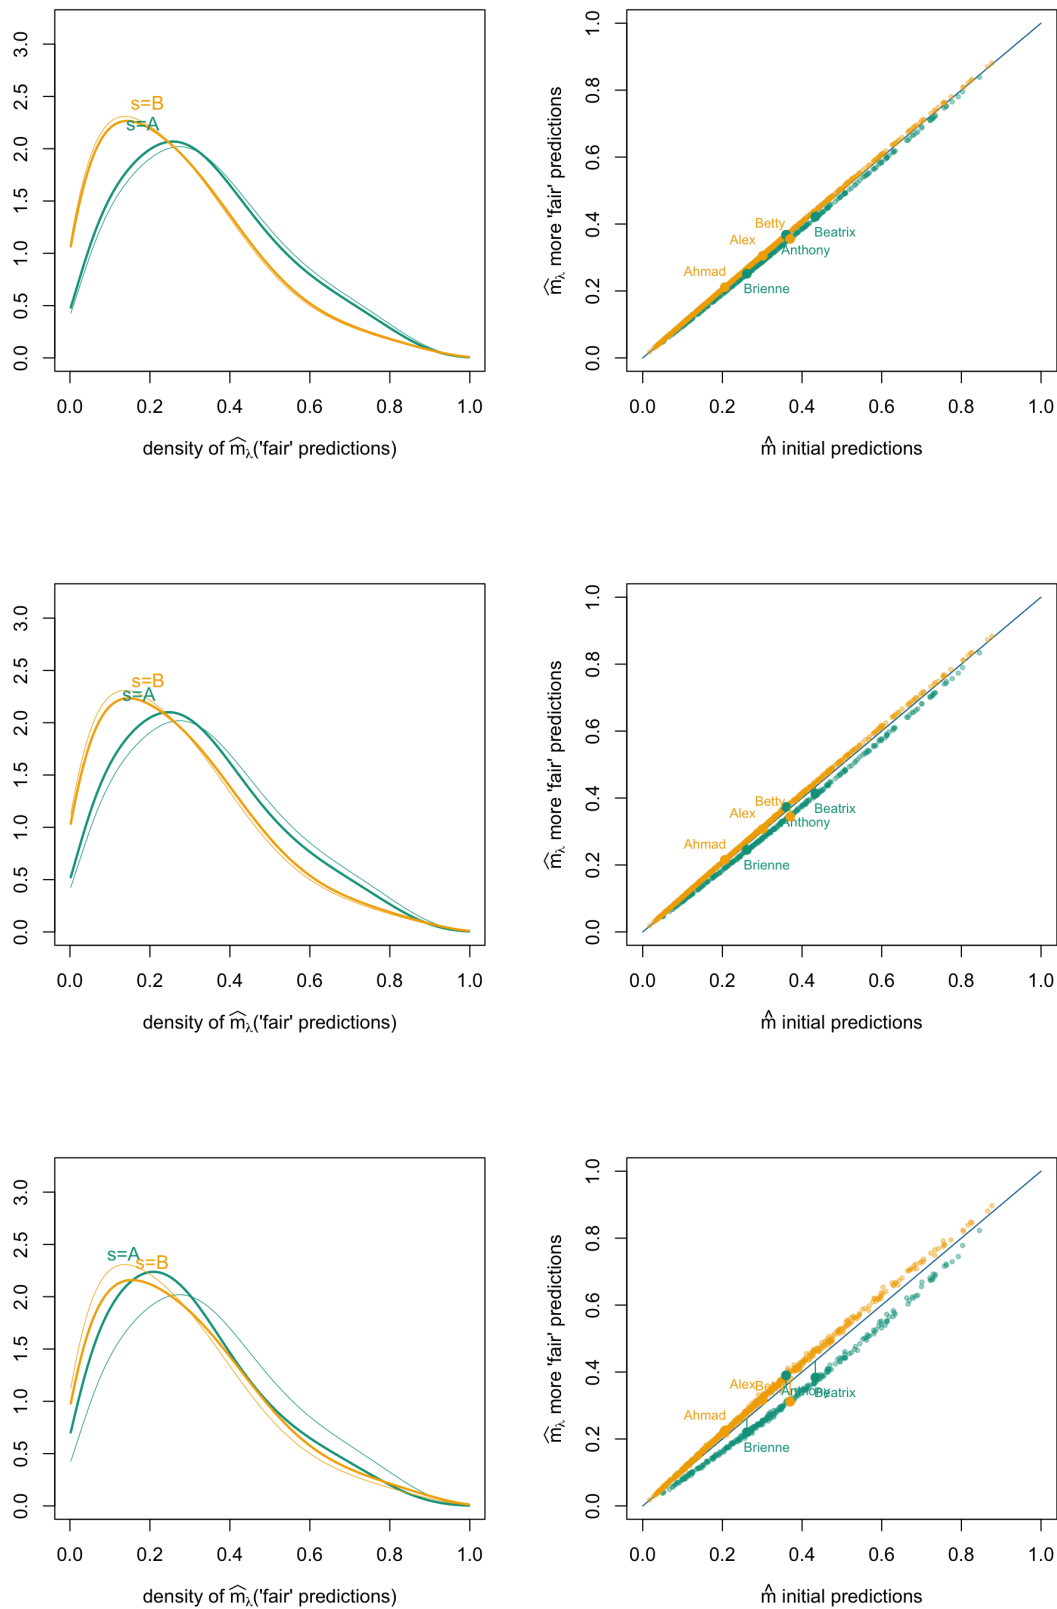 3.0
2.5
2.0
1.5
1.0
0.5
0.0
s=B
s=A
0.0 0.2 0.4 0.6 0.8 1.0
density of m̂λ('fair' predictions)
m̂λ more 'fair' predictions
1.0
0.8
0.6
0.4
0.2
0.0
Betty
Beatrix
Alex
Anthony
Ahmad
Brienne
0.0 0.2 0.4 0.6 0.8 1.0
m̂ initial predictions
3.0
2.5
2.0
1.5
1.0
0.5
0.0
s=B
s=A
0.0 0.2 0.4 0.6 0.8 1.0
density of m̂λ('fair' predictions)
m̂λ more 'fair' predictions
1.0
0.8
0.6
0.4
0.2
0.0
Betty
Beatrix
Alex
Anthony
Ahmad
Brienne
0.0 0.2 0.4 0.6 0.8 1.0
m̂ initial predictions
3.0
2.5
2.0
1.5
1.0
0.5
0.0
s=A
s=B
0.0 0.2 0.4 0.6 0.8 1.0
density of m̂λ('fair' predictions)
m̂λ more 'fair' predictions
1.0
0.8
0.6
0.4
0.2
0.0
Alex
Betty
Anthony
Beatrix
Ahmad
Brienne
0.0 0.2 0.4 0.6 0.8 1.0
m̂ initial predictions